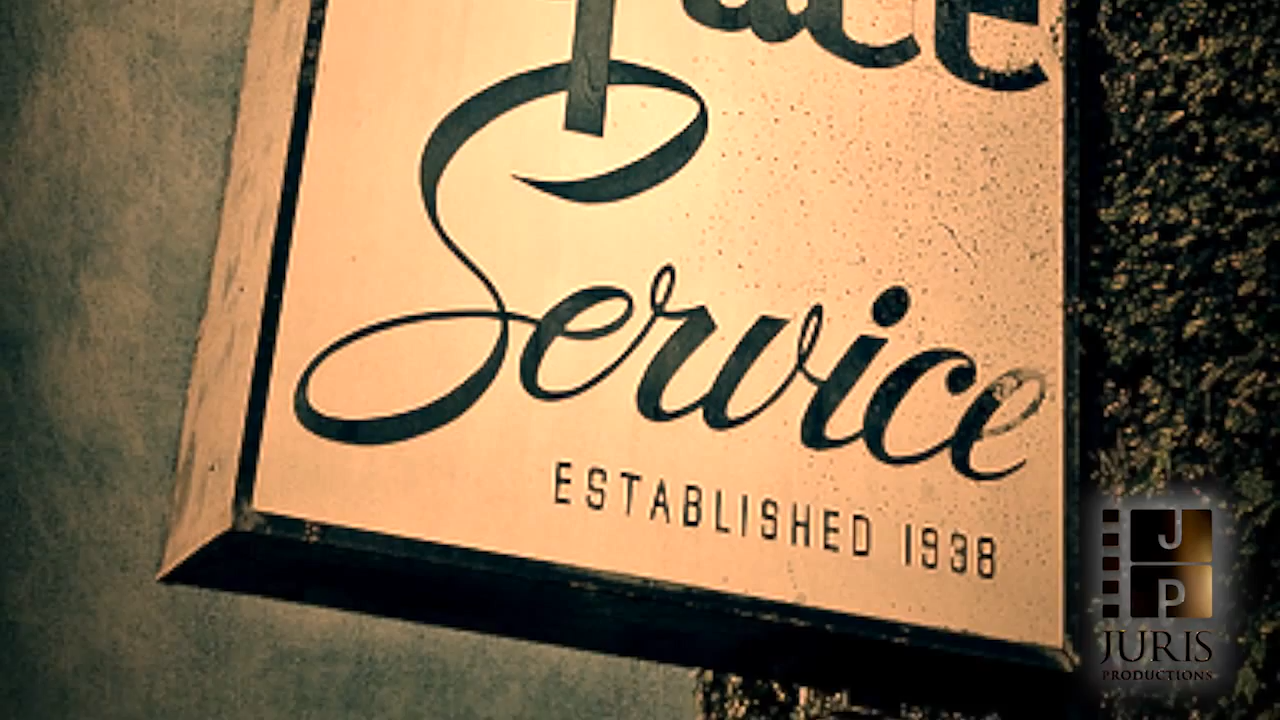 Service
ESTABLISHED 1938
J
P
JURIS
PRODUCTIONS